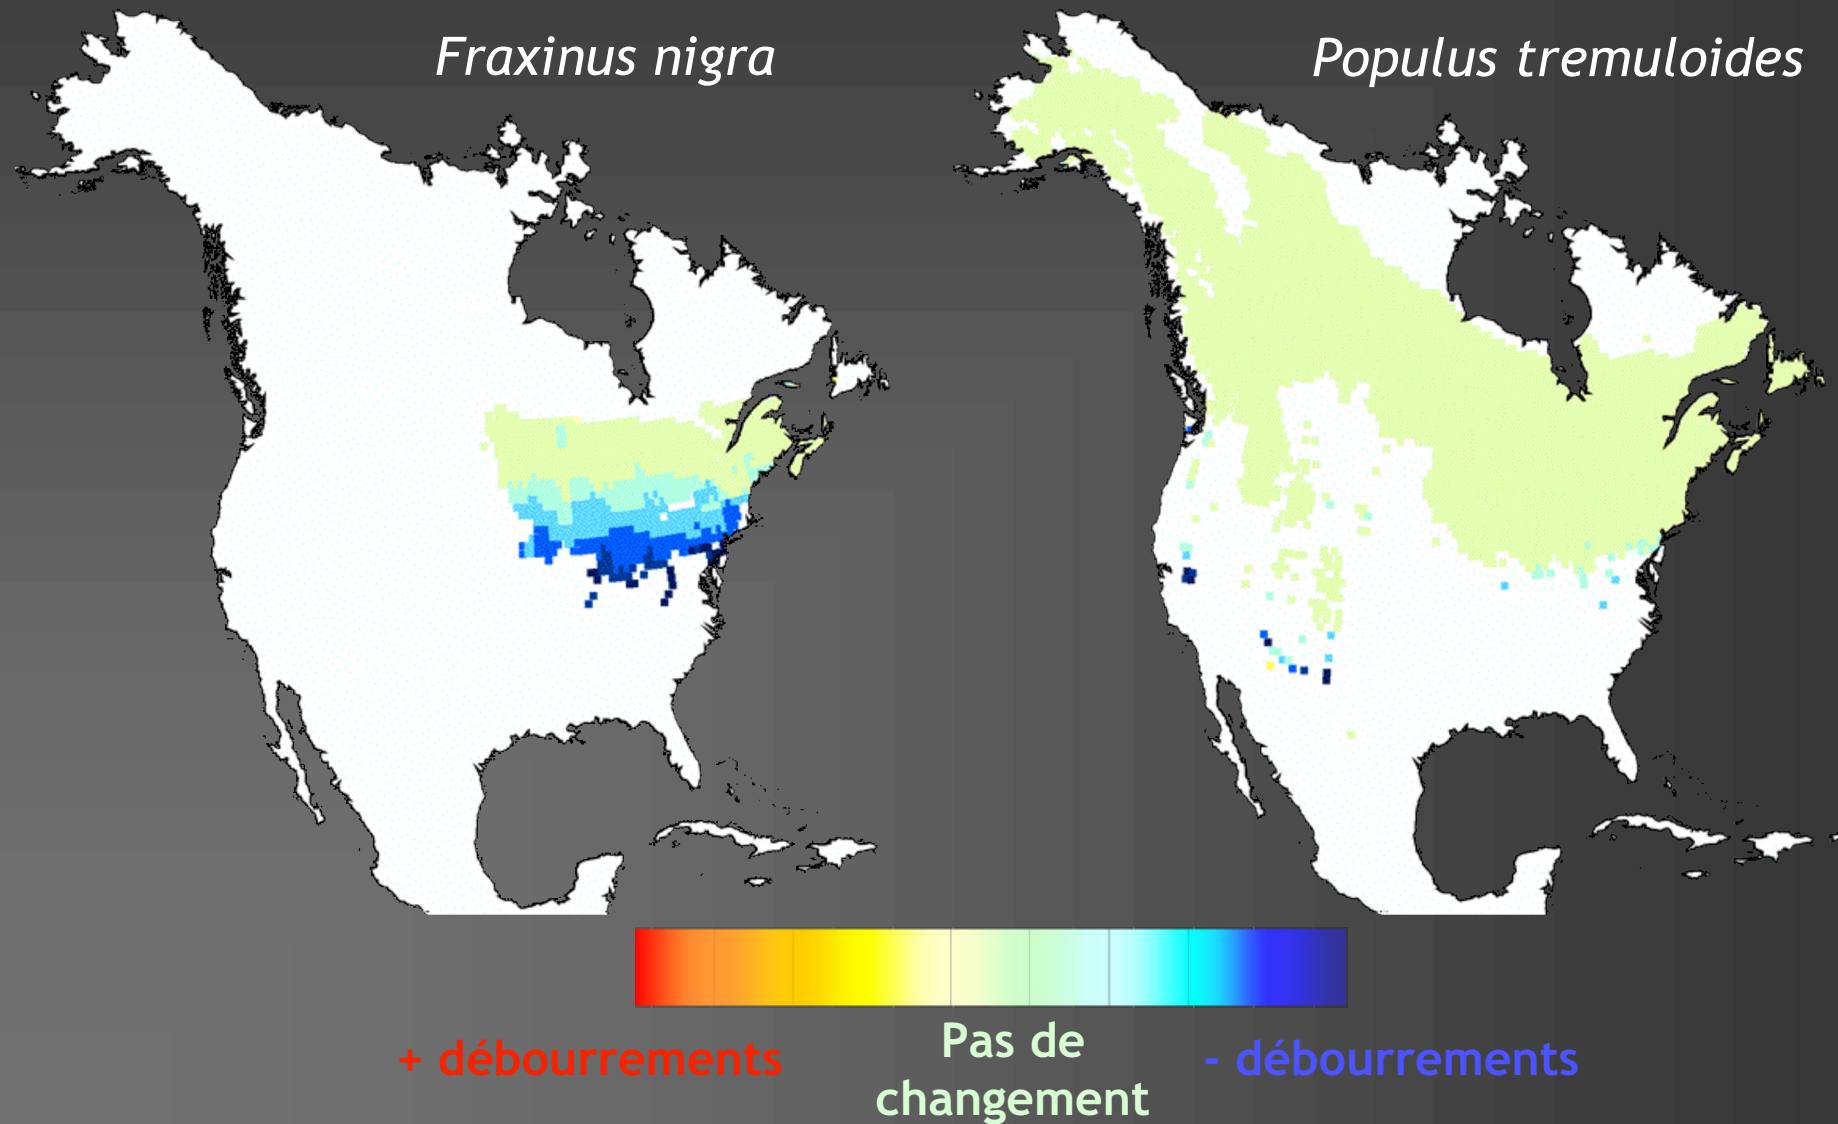 Fraxinus nigra
Populus tremuloides
+ débourrements
Pas de
changement
- débourrements